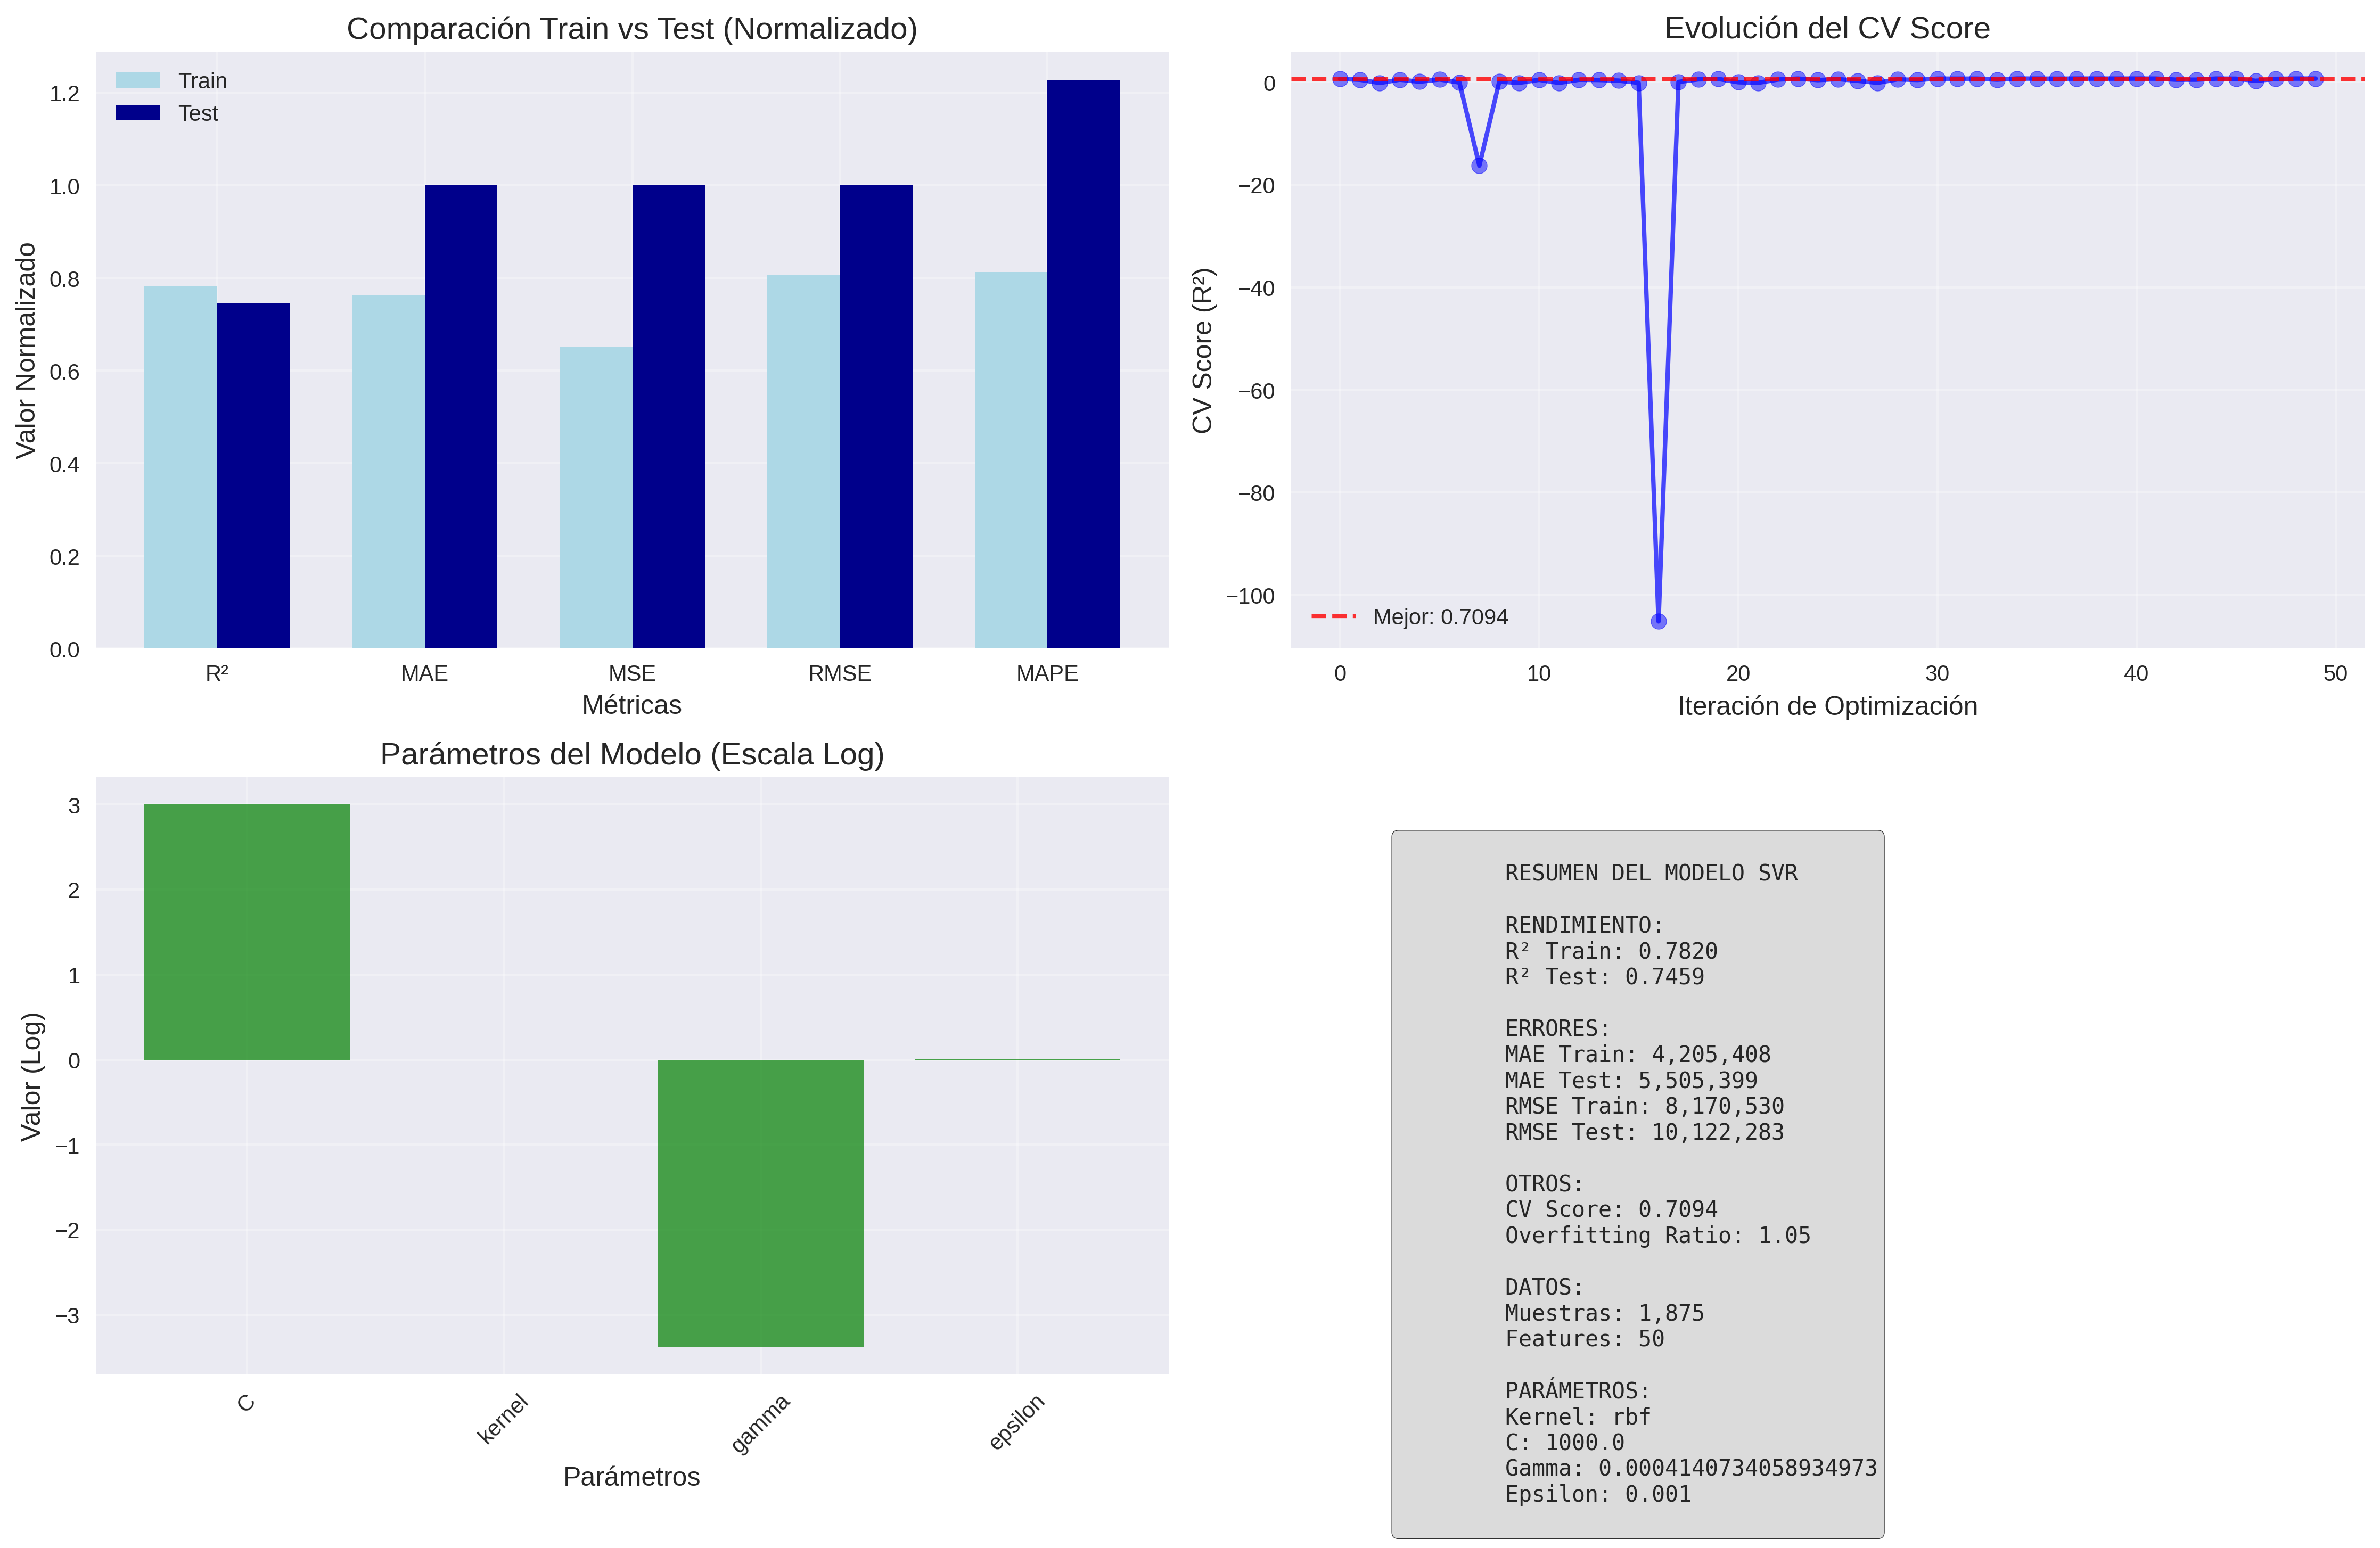 Comparación Train vs Test (Normalizado)
Train
Test
1.2
1.0
0.8
0.6
0.4
0.2
0.0
Valor Normalizado
R²
MAE
MSE
RMSE
MAPE
Métricas
Evolución del CV Score
0
−20
−40
−60
−80
−100
CV Score (R²)
Mejor: 0.7094
0
10
20
30
40
50
Iteración de Optimización
Parámetros del Modelo (Escala Log)
3
2
1
0
−1
−2
−3
Valor (Log)
C
kernel
gamma
epsilon
Parámetros
RESUMEN DEL MODELO SVR
RENDIMIENTO:
R² Train: 0.7820
R² Test: 0.7459
ERRORES:
MAE Train: 4,205,408
MAE Test: 5,505,399
RMSE Train: 8,170,530
RMSE Test: 10,122,283
OTROS:
CV Score: 0.7094
Overfitting Ratio: 1.05
DATOS:
Muestras: 1,875
Features: 50
PARÁMETROS:
Kernel: rbf
C: 1000.0
Gamma: 0.0004140734058934973
Epsilon: 0.001